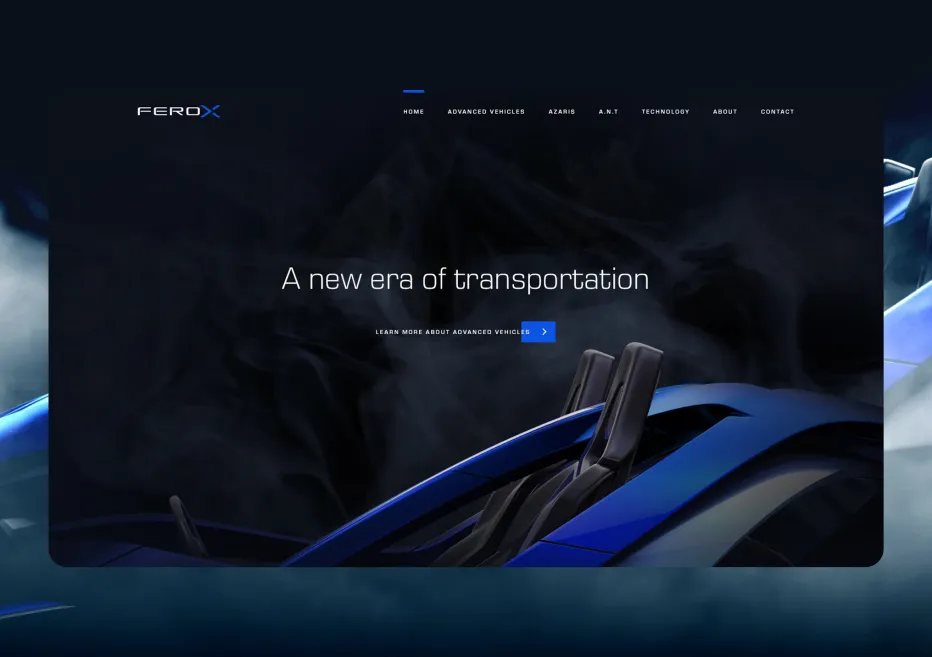 FEROX
HOME ADVANCED VEHICLES AZARIS A.N.T TECHNOLOGY ABOUT CONTACT
A new era of transportation
LEARN MORE ABOUT ADVANCED VEHICLES